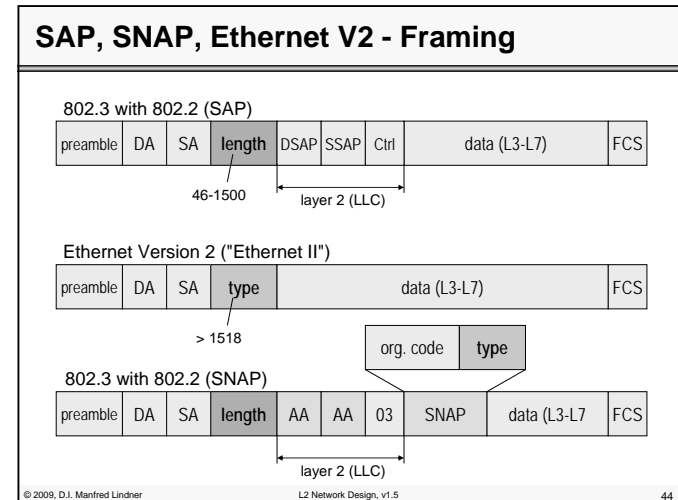 SAP, SNAP, Ethernet V2 - Framing
802.3 with 802.2 (SAP)
preamble DA SA length DSAP SSAP Ctrl data (L3-L7) FCS
46-1500
layer 2 (LLC)
Ethernet Version 2 ("Ethernet II")
preamble DA SA type data (L3-L7) FCS
> 1518
org. code type
802.3 with 802.2 (SNAP)
preamble DA SA length AA AA 03 SNAP data (L3-L7 FCS
layer 2 (LLC)
© 2009, D.I. Manfred Lindner L2 Network Design, v1.5 44